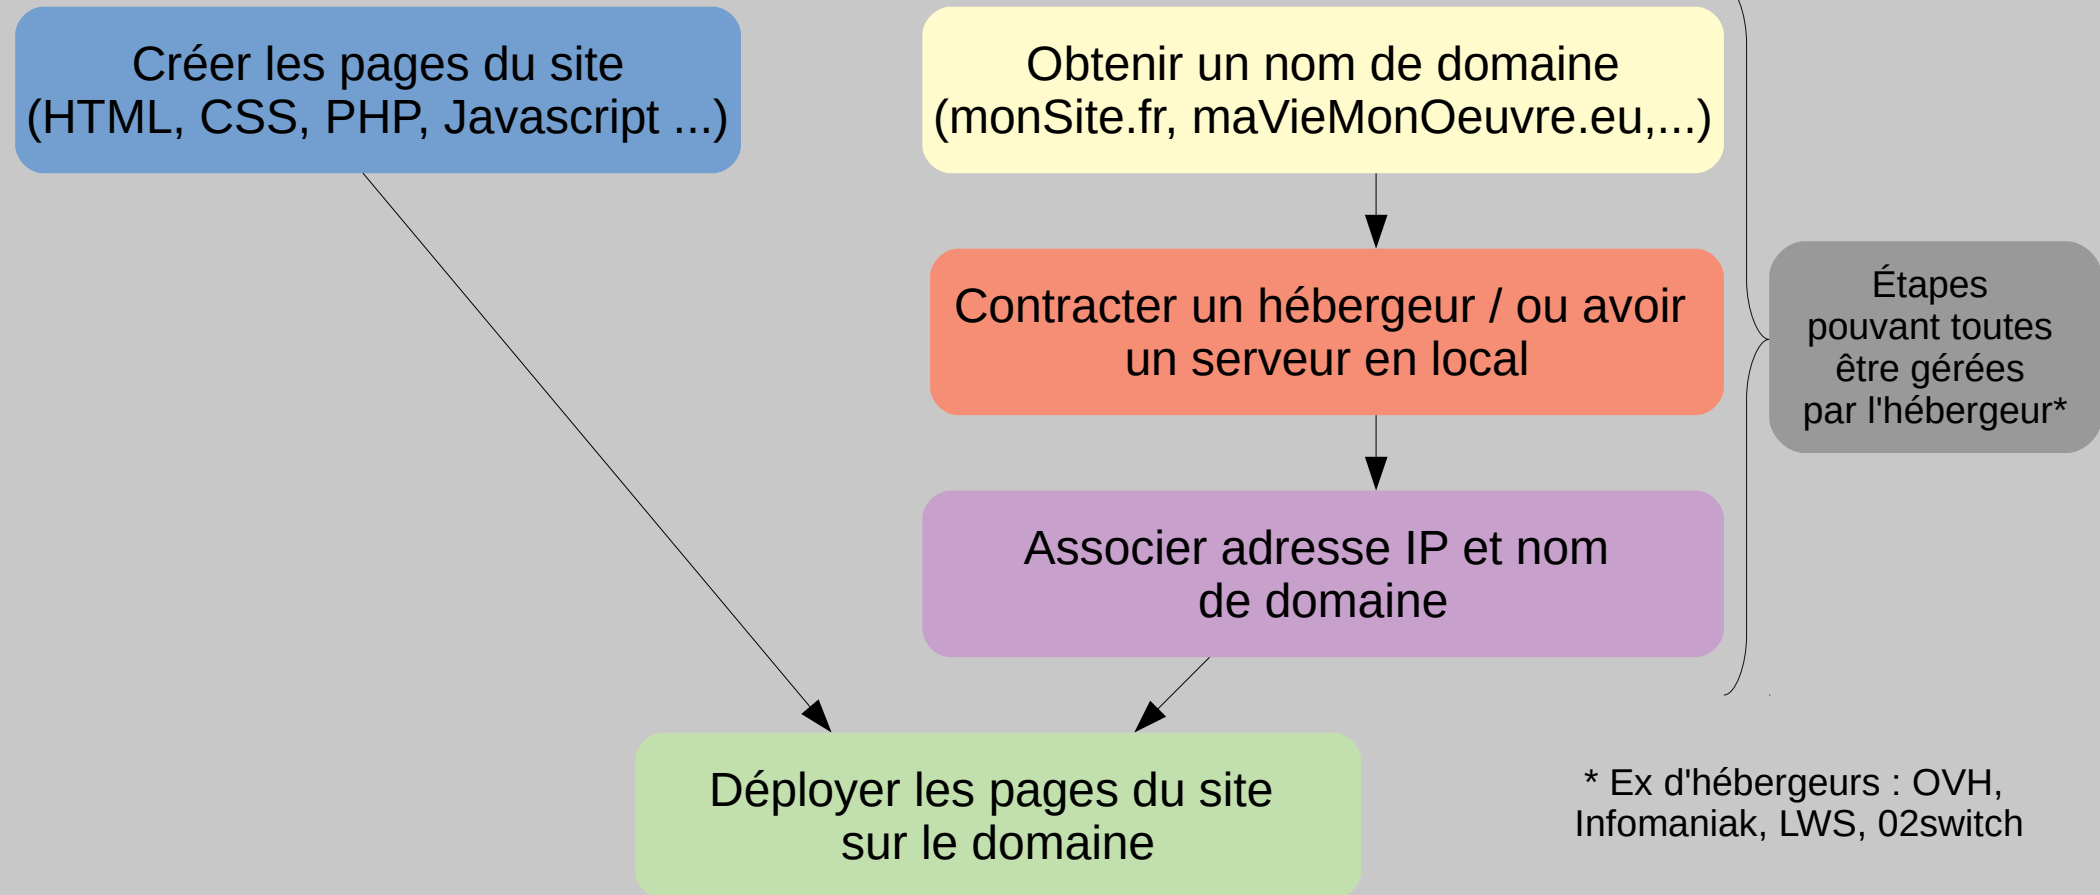 Créer les pages du site
(HTML, CSS, PHP, Javascript ...)
Obtenir un nom de domaine
(monSite.fr, maVieMonOeuvre.eu,...)
Contracter un hébergeur / ou avoir
un serveur en local
Étapes
pouvant toutes
être gérées
par l'hébergeur*
Associer adresse IP et nom
de domaine
Déployer les pages du site
sur le domaine
* Ex d'hébergeurs : OVH,
Infomaniak, LWS, 02switch